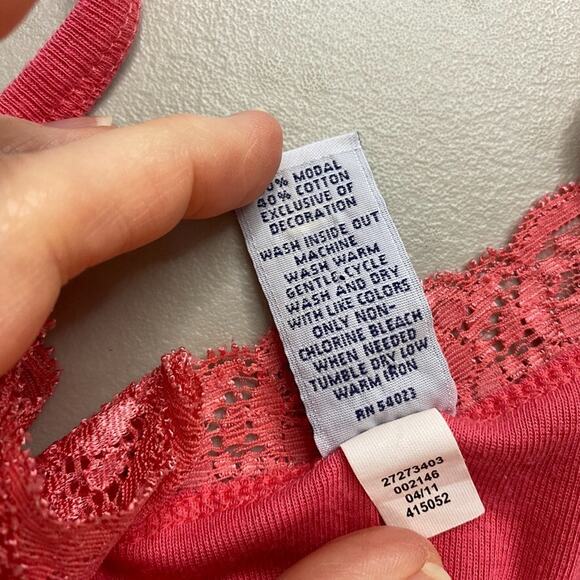 0% MODAL
40% COTTON
EXCLUSIVE OF
DECORATION
WASH INSIDE OUT
MACHINE
WASH WARM
GENTLE CYCLE
WASH AND DRY
WITH LIKE COLORS
ONLY NON-
CHLORINE BLEACH
WHEN NEEDED
TUMBLE DRY LOW
WARM IRON
RN 54023
27273403
002146
04/11
415052